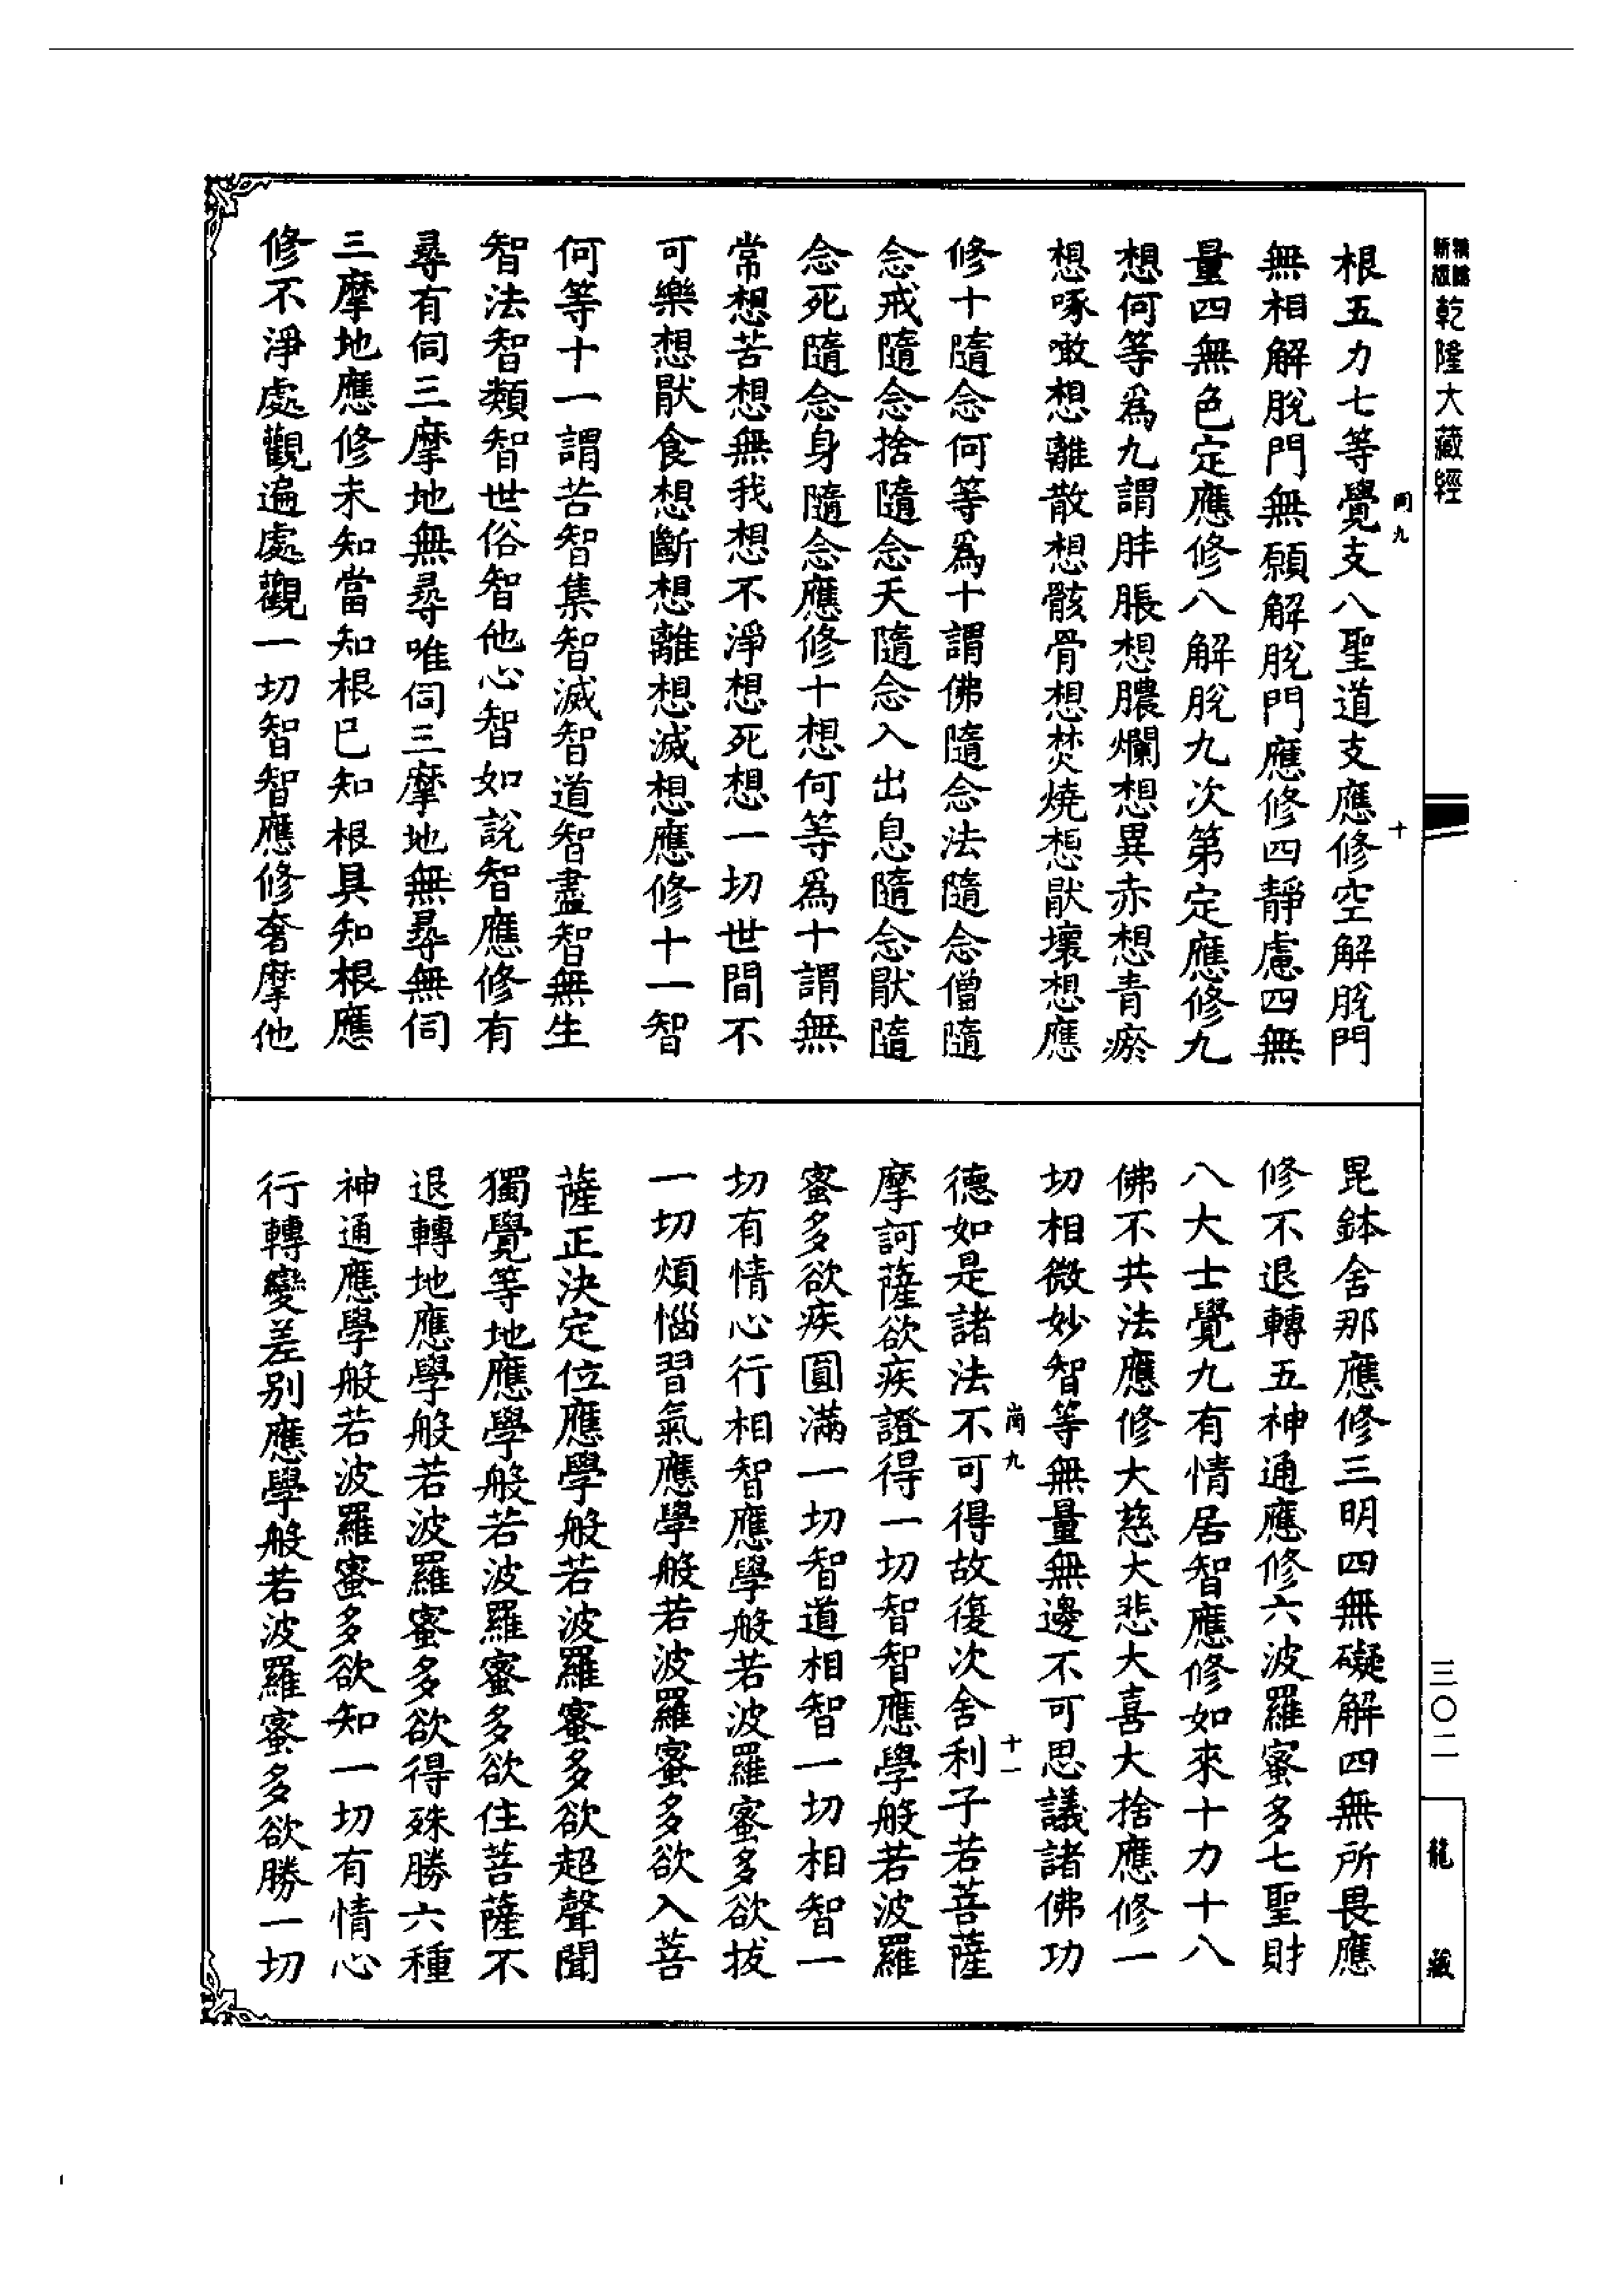 乾隆大藏經
三〇二
龍藏
十
根五力七等覺支八聖道支應修空解脫門
無相解脫門無願解脫門應修四靜慮四無
量四無色定應修八解脫九次第定應修九
想何等爲九謂胖脹想膿爛想異赤想青瘀
想啄噉想離散想骸骨想焚燒想厭壞想應
修十隨念何等爲十謂佛隨念法隨念僧隨
念戒隨念捨隨念天隨念入出息隨念厭隨
念死隨念身隨念應修十想何等爲十謂無
常想苦想無我想不淨想死想一切世間不
可樂想厭食想斷想離想滅想應修十一智
何等十一謂苦智集智滅智道智盡智無生
智法智類智世俗智他心智如說智應修有
尋有伺三摩地無尋唯伺三摩地無尋無伺
三摩地應修未知當知根已知根具知根應
修不淨處觀遍處觀一切智智應修奢摩他
毘鉢舍那應修三明四無礙解四無所畏應
修不退轉五神通應修六波羅蜜多七聖財
八大士覺九有情居智應修如來十力十八
佛不共法應修大慈大悲大喜大捨應修一
切相微妙智等無量無邊不可思議諸佛功
崗九
十一
德如是諸法不可得故復次舍利子若菩薩
摩訶薩欲疾證得一切智智應學般若波羅
蜜多欲疾圓滿一切智道相智一切相智一
切有情心行相智應學般若波羅蜜多欲拔
一切煩惱習氣應學般若波羅蜜多欲入菩
薩正決定位應學般若波羅蜜多欲超聲聞
獨覺等地應學般若波羅蜜多欲住菩薩不
退轉地應學般若波羅蜜多欲得殊勝六種
神通應學般若波羅蜜多欲知一切有情心
行轉變差別應學般若波羅蜜多欲勝一切